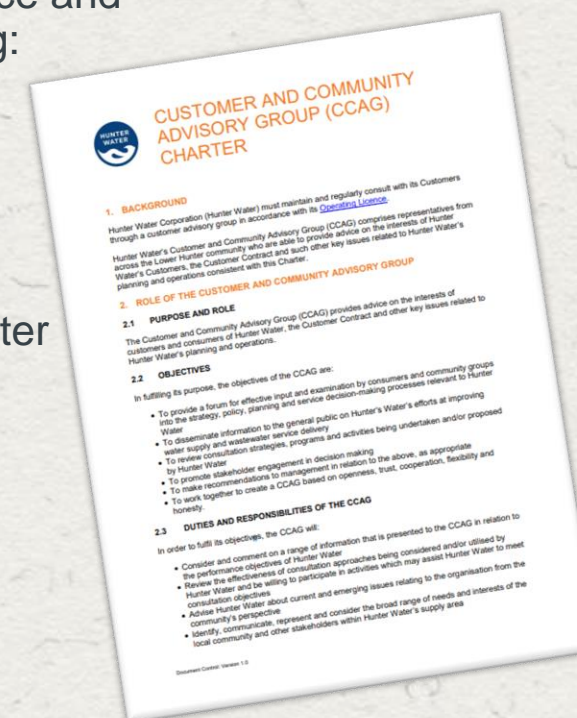 pe and
g:
ter
HUNTER
WATER
CUSTOMER AND COMMUNITY
ADVISORY GROUP (CCAG)
CHARTER
1. BACKGROUND
Hunter Water Corporation (Hunter Water) must maintain and regularly consult with its Customers
through a customer advisory group in accordance with its Operating Licence.
Hunter Water's Customer and Community Advisory Group (CCAG) comprises representatives from
across the Lower Hunter community who are able to provide advice on the interests of Hunter
Water's Customers, the Customer Contract and such other key issues related to Hunter Water's
planning and operations consistent with this Charter.
2. ROLE OF THE CUSTOMER AND COMMUNITY ADVISORY GROUP
2.1 PURPOSE AND ROLE
The Customer and Community Advisory Group (CCAG) provides advice on the interests of
customers and consumers of Hunter Water, the Customer Contract and other key issues related to
Hunter Water's planning and operations.
2.2 OBJECTIVES
In fulfilling its purpose, the objectives of the CCAG are:
• To provide a forum for effective input and examination by consumers and community groups
into the strategy, policy, planning and service decision-making processes relevant to Hunter
Water
• To disseminate information to the general public on Hunter's Water's efforts at improving
water supply and wastewater service delivery
• To review consultation strategies, programs and activities being undertaken and/or proposed
by Hunter Water
• To promote stakeholder engagement in decision making
• To make recommendations to management in relation to the above, as appropriate
• To work together to create a CCAG based on openness, trust, cooperation, flexibility and
honesty.
2.3 DUTIES AND RESPONSIBILITIES OF THE CCAG
In order to fulfil its objectives, the CCAG will:
• Consider and comment on a range of information that is presented to the CCAG in relation to
the performance objectives of Hunter Water
• Review the effectiveness of consultation approaches being considered and/or utilised by
Hunter Water and be willing to participate in activities which may assist Hunter Water to meet
consultation objectives
• Advise Hunter Water about current and emerging issues relating to the organisation from the
community's perspective
• Identify, communicate, represent and consider the broad range of needs and interests of the
local community and other stakeholders within Hunter Water's supply area
Document Control: Version 1.0